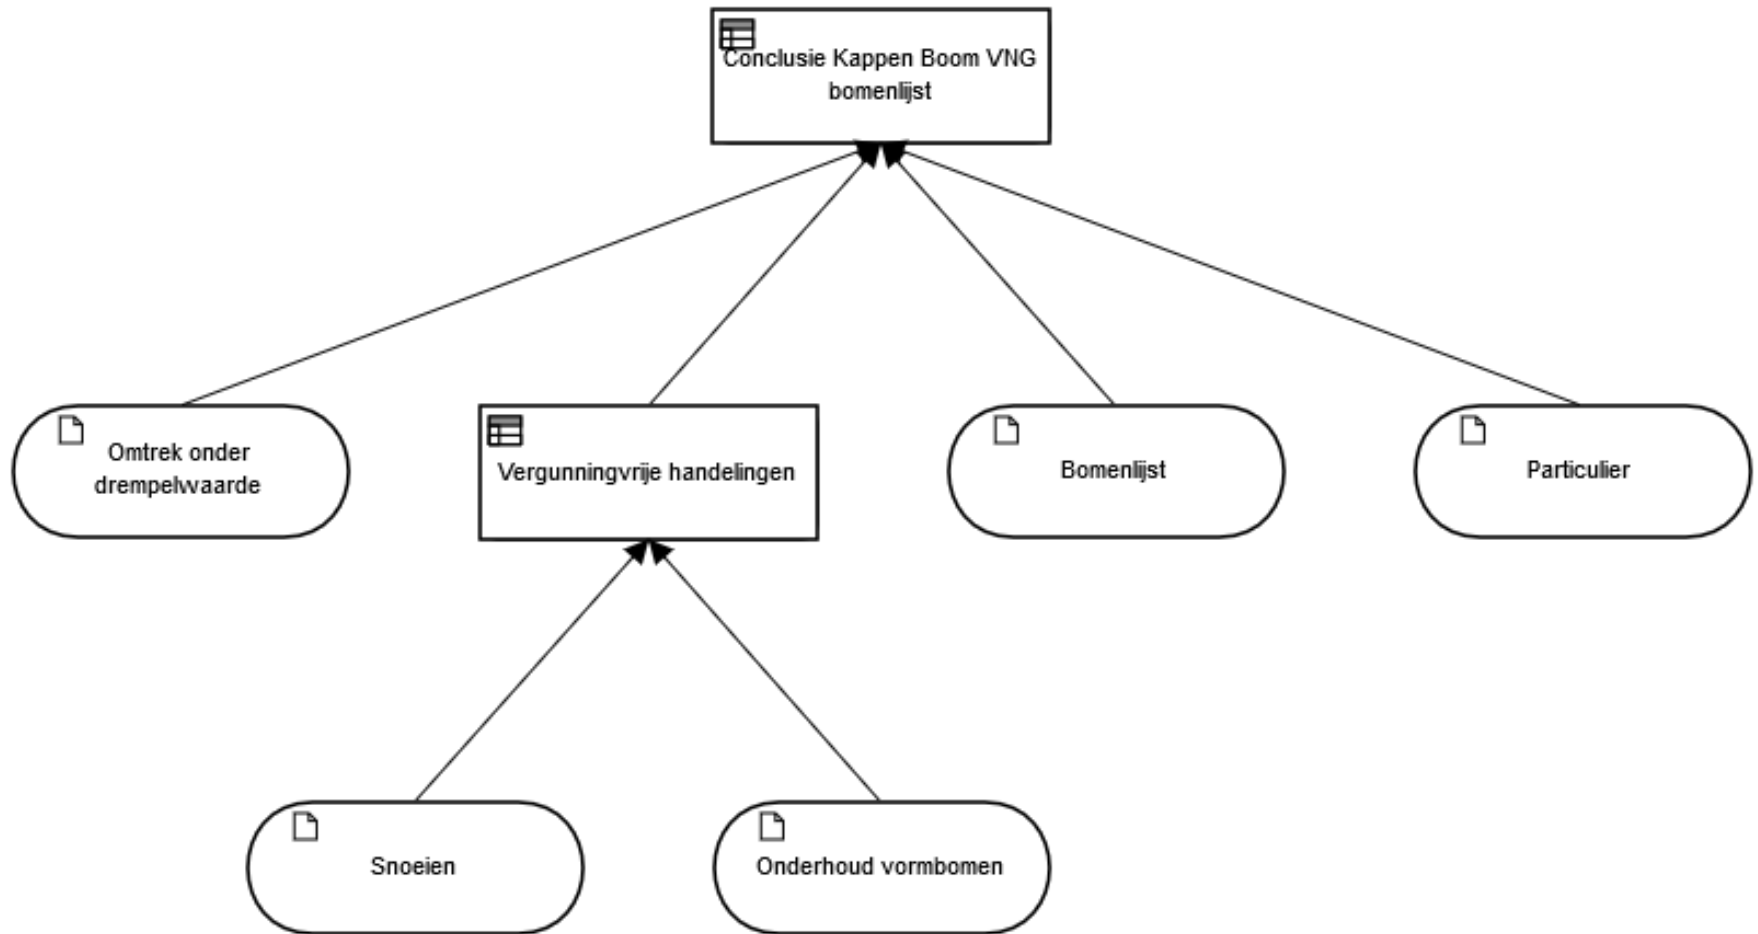 Conclusie Kappen Boom VNG
bomenlijst
Omtrek onder
drempelwaarde
Vergunningvrije handelingen
Bomenlijst
Particulier
Snoeien
Onderhoud vormbomen